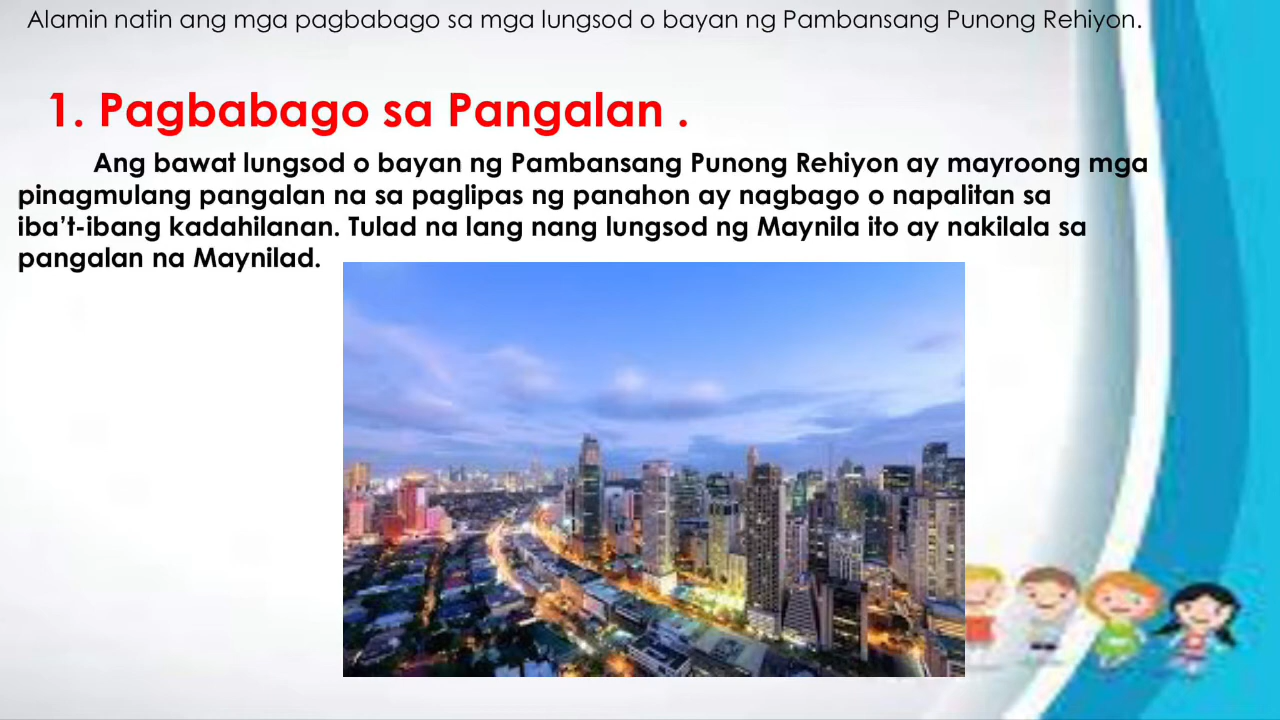 Alamin natin ang mga pagbabago sa mga lungsod o bayan ng Pambansang Punong Rehiyon.
1. Pagbabago sa Pangalan .
Ang bawat lungsod o bayan ng Pambansang Punong Rehiyon ay mayroong mga
pinagmulang pangalan na sa paglipas ng panahon ay nagbago o napalitan sa
iba’t-ibang kadahilanan. Tulad na lang nang lungsod ng Maynila ito ay nakilala sa
pangalan na Maynilad.